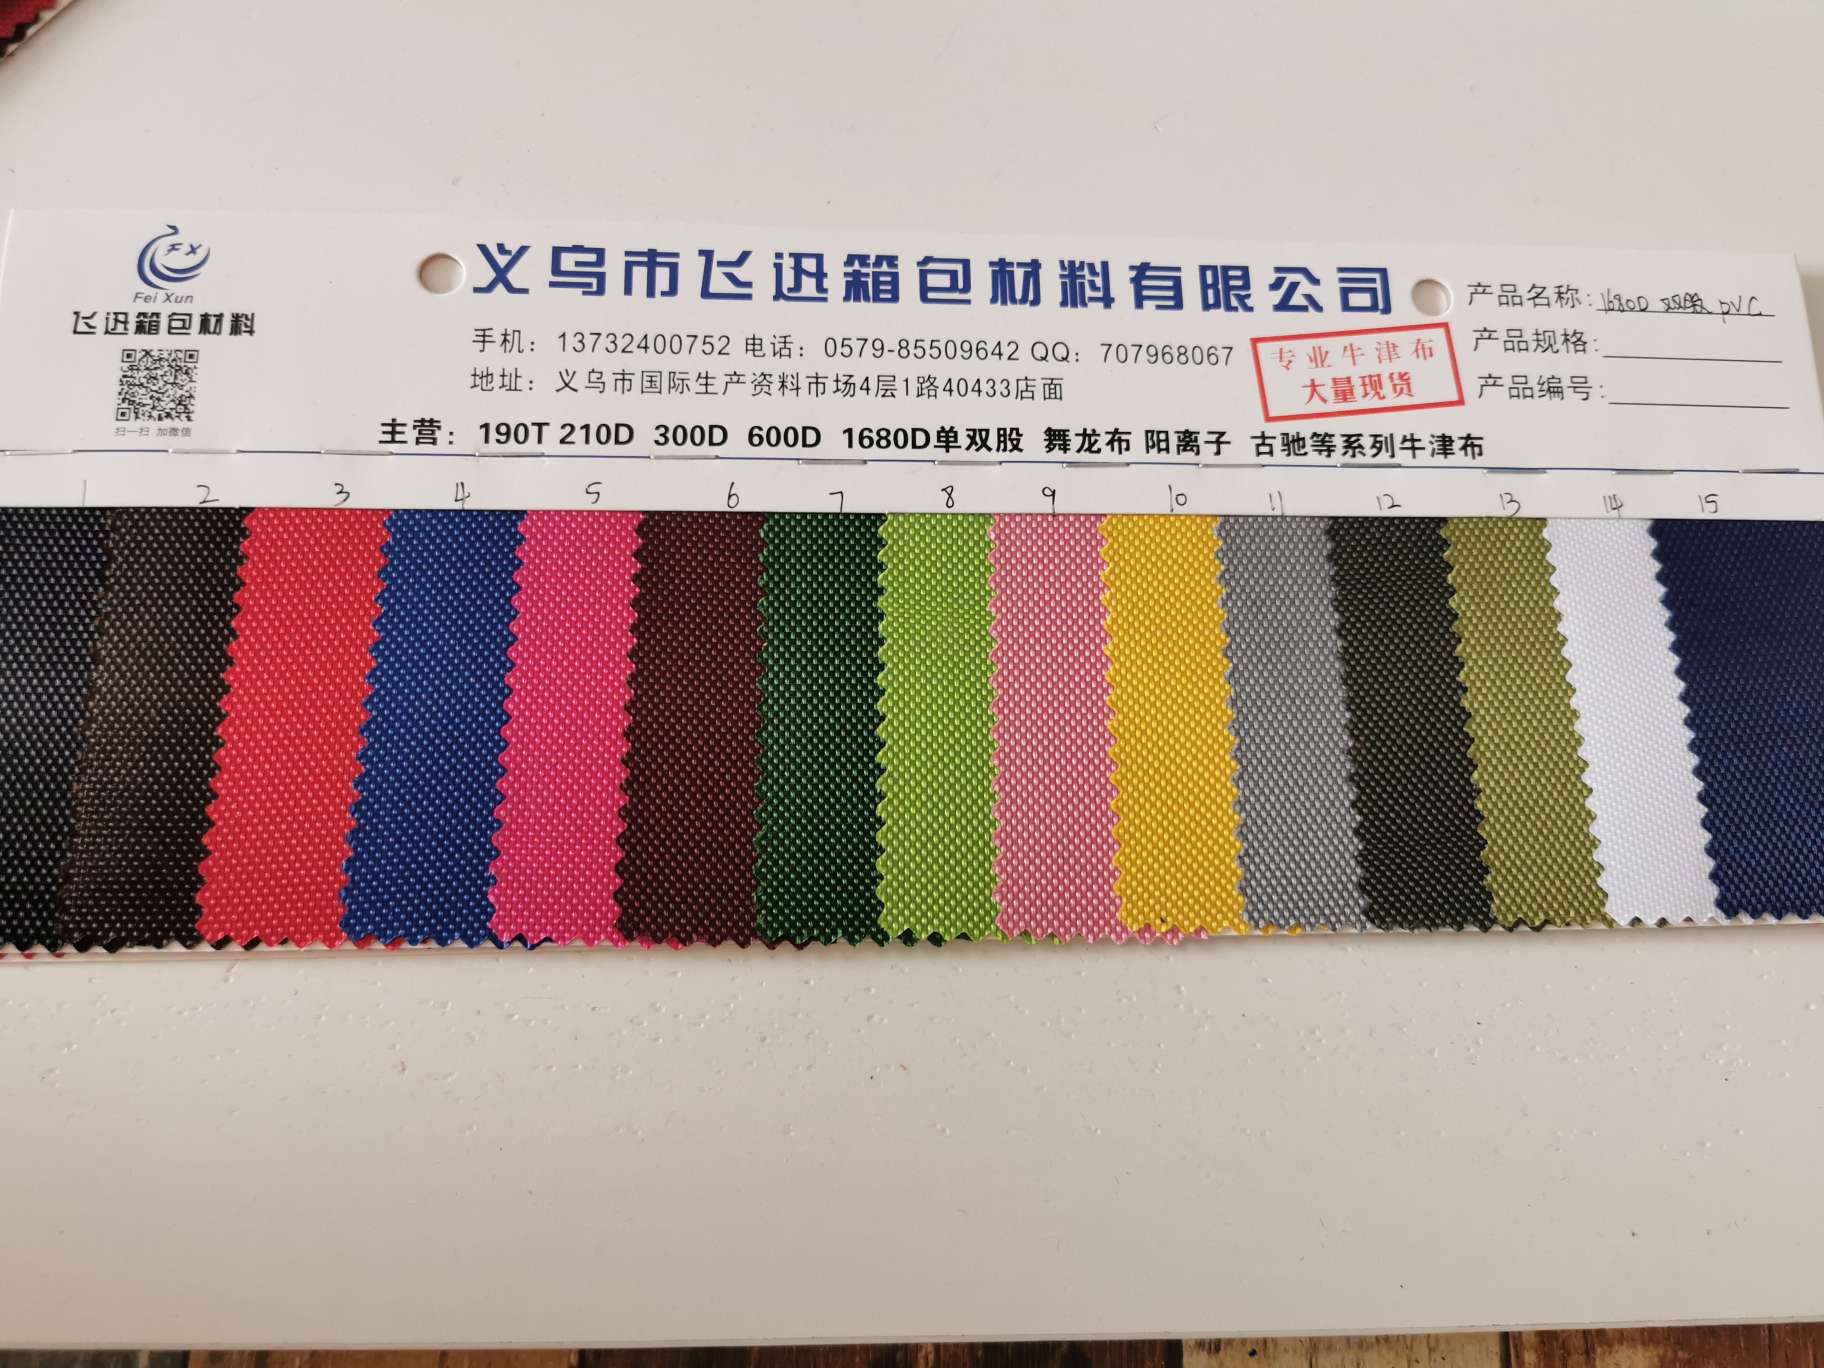 FX
Fei Xun
飞迅箱包材料
扫一扫 加微信
义乌市飞迅箱包材料有限公司
手机：13732400752 电话：0579-85509642 QQ：707968067
地址：义乌市国际生产资料市场4层1路40433店面
专业牛津布
大量现货
产品名称：1680D 双股 PVC
产品规格：
产品编号：
主营：190T 210D 300D 600D 1680D单双股 舞龙布 阳离子 古驰等系列牛津布
1 2 3 4 5 6 7 8 9 10 11 12 13 14 15